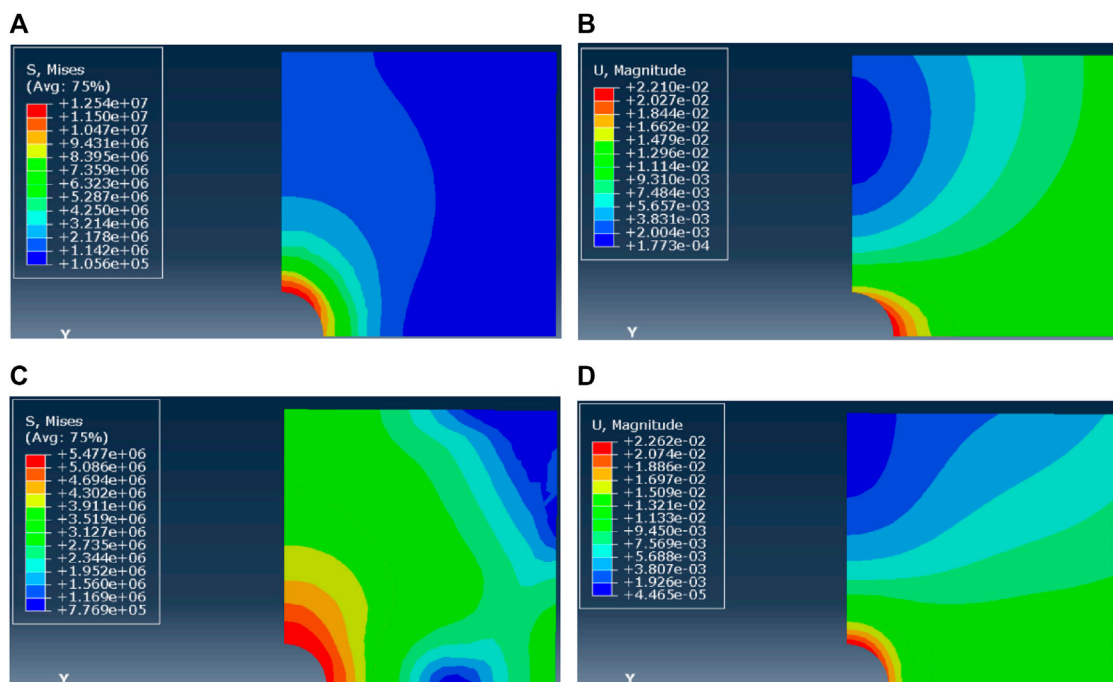 A
S, Mises
(Avg: 75%)
+1.254e+07
+1.150e+07
+1.047e+07
+9.431e+06
+8.395e+06
+7.359e+06
+6.323e+06
+5.287e+06
+4.250e+06
+3.214e+06
+2.178e+06
+1.142e+06
+1.056e+05
Y
B
U, Magnitude
+2.210e-02
+2.027e-02
+1.844e-02
+1.662e-02
+1.479e-02
+1.296e-02
+1.114e-02
+9.310e-03
+7.484e-03
+5.657e-03
+3.831e-03
+2.004e-03
+1.773e-04
Y
C
S, Mises
(Avg: 75%)
+5.477e+06
+5.086e+06
+4.694e+06
+4.302e+06
+3.911e+06
+3.519e+06
+3.127e+06
+2.735e+06
+2.344e+06
+1.952e+06
+1.560e+06
+1.169e+06
+7.769e+05
Y
D
U, Magnitude
+2.262e-02
+2.074e-02
+1.886e-02
+1.697e-02
+1.509e-02
+1.321e-02
+1.133e-02
+9.450e-03
+7.569e-03
+5.688e-03
+3.807e-03
+1.926e-03
+4.465e-05
Y